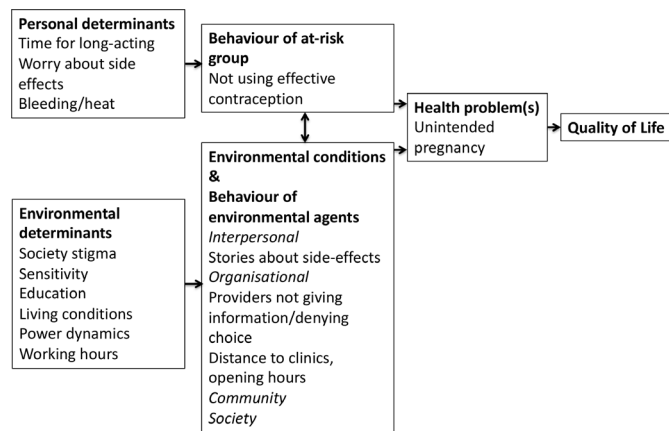 Personal determinants
Time for long-acting
Worry about side
effects
Bleeding/heat
Behaviour of at-risk
group
Not using effective
contraception
Health problem(s)
Unintended
pregnancy
Quality of Life
Environmental
determinants
Society stigma
Sensitivity
Education
Living conditions
Power dynamics
Working hours
Environmental conditions
&
Behaviour of
environmental agents
Interpersonal
Stories about side-effects
Organisational
Providers not giving
information/denying
choice
Distance to clinics,
opening hours
Community
Society